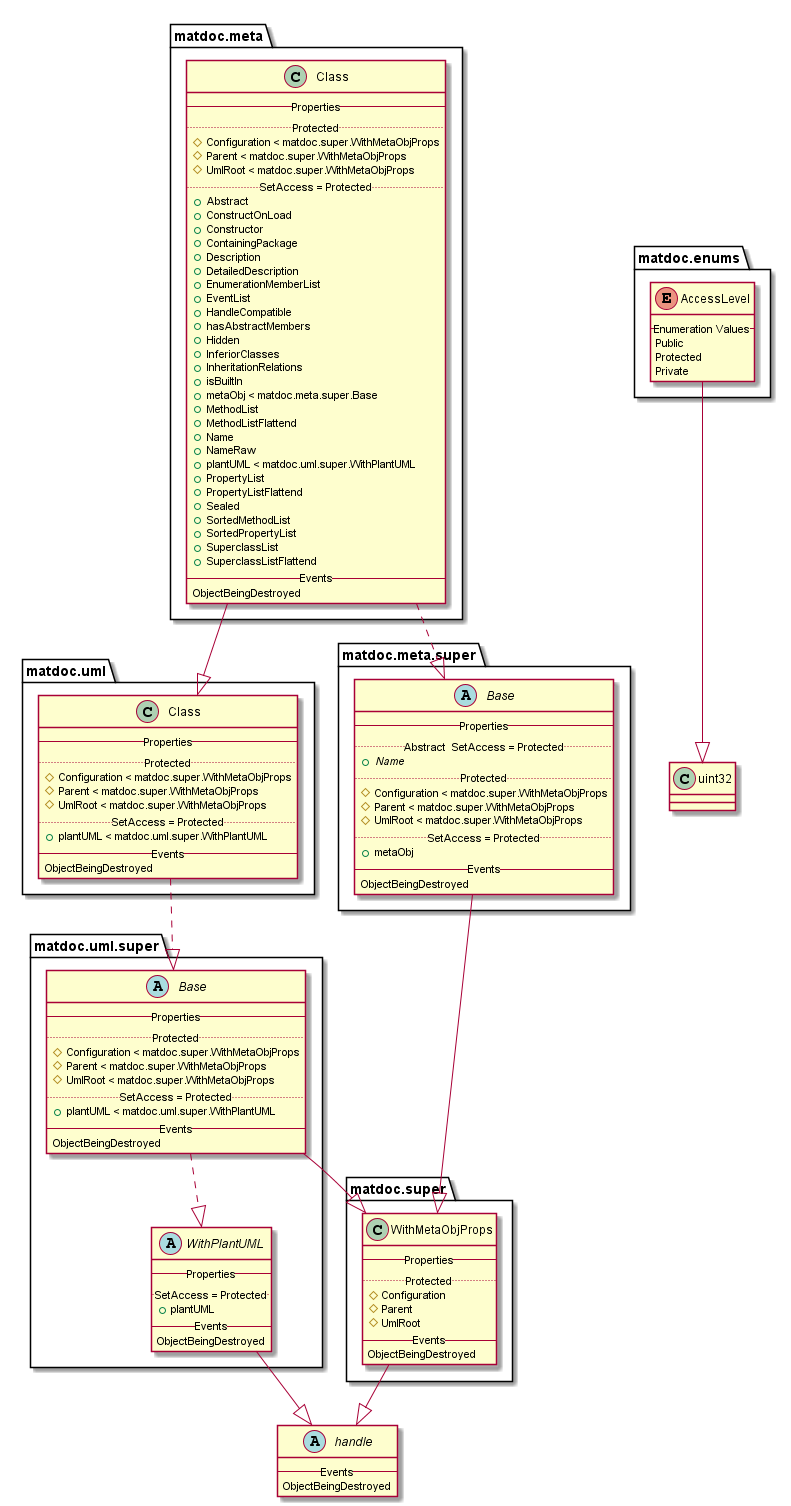 matdoc.meta
C Class
Properties
Protected
Configuration < matdoc.super.WithMetaObjProps
Parent < matdoc.super.WithMetaObjProps
UmlRoot < matdoc.super.WithMetaObjProps
SetAccess = Protected
Abstract
ConstructOnLoad
Constructor
ContainingPackage
Description
DetailedDescription
EnumerationMemberList
EventList
HandleCompatible
hasAbstractMembers
Hidden
InferiorClasses
InheritationRelations
isBuiltIn
metaObj < matdoc.meta.super.Base
MethodList
MethodListFlattend
Name
NameRaw
plantUML < matdoc.uml.super.WithPlantUML
PropertyList
PropertyListFlattend
Sealed
SortedMethodList
SortedPropertyList
SuperclassList
SuperclassListFlattend
Events
ObjectBeingDestroyed
matdoc.enums
E AccessLevel
Enumeration Values
Public
Protected
Private
matdoc.uml
C Class
Properties
Protected
Configuration < matdoc.super.WithMetaObjProps
Parent < matdoc.super.WithMetaObjProps
UmlRoot < matdoc.super.WithMetaObjProps
SetAccess = Protected
plantUML < matdoc.uml.super.WithPlantUML
Events
ObjectBeingDestroyed
matdoc.meta.super
A Base
Properties
Abstract SetAccess = Protected
Name
Protected
Configuration < matdoc.super.WithMetaObjProps
Parent < matdoc.super.WithMetaObjProps
UmlRoot < matdoc.super.WithMetaObjProps
SetAccess = Protected
metaObj
Events
ObjectBeingDestroyed
C uint32
matdoc.uml.super
A Base
Properties
Protected
Configuration < matdoc.super.WithMetaObjProps
Parent < matdoc.super.WithMetaObjProps
UmlRoot < matdoc.super.WithMetaObjProps
SetAccess = Protected
plantUML < matdoc.uml.super.WithPlantUML
Events
ObjectBeingDestroyed
A WithPlantUML
Properties
SetAccess = Protected
plantUML
Events
ObjectBeingDestroyed
matdoc.super
C WithMetaObjProps
Properties
Protected
Configuration
Parent
UmlRoot
Events
ObjectBeingDestroyed
A handle
Events
ObjectBeingDestroyed